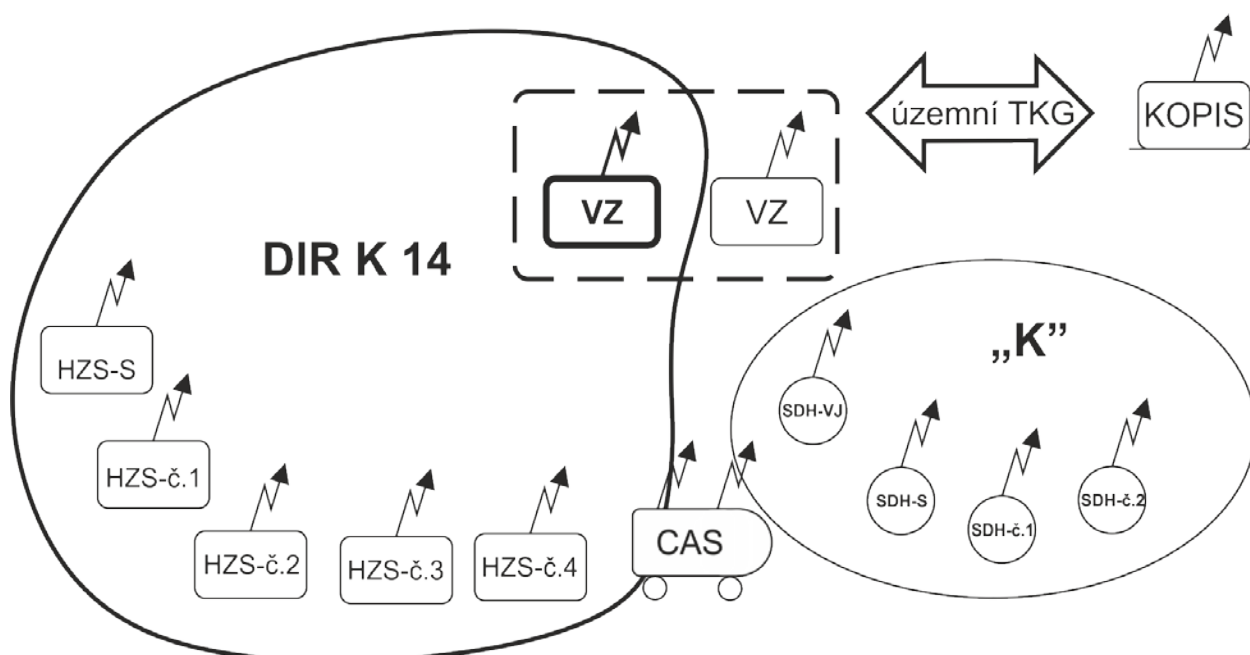 územní TKG
KOPIS
VZ
VZ
DIR K 14
„K”
HZS-S
SDH-VJ
HZS-č.1
SDH-S
SDH-č.1
SDH-č.2
HZS-č.2
HZS-č.3
HZS-č.4
CAS